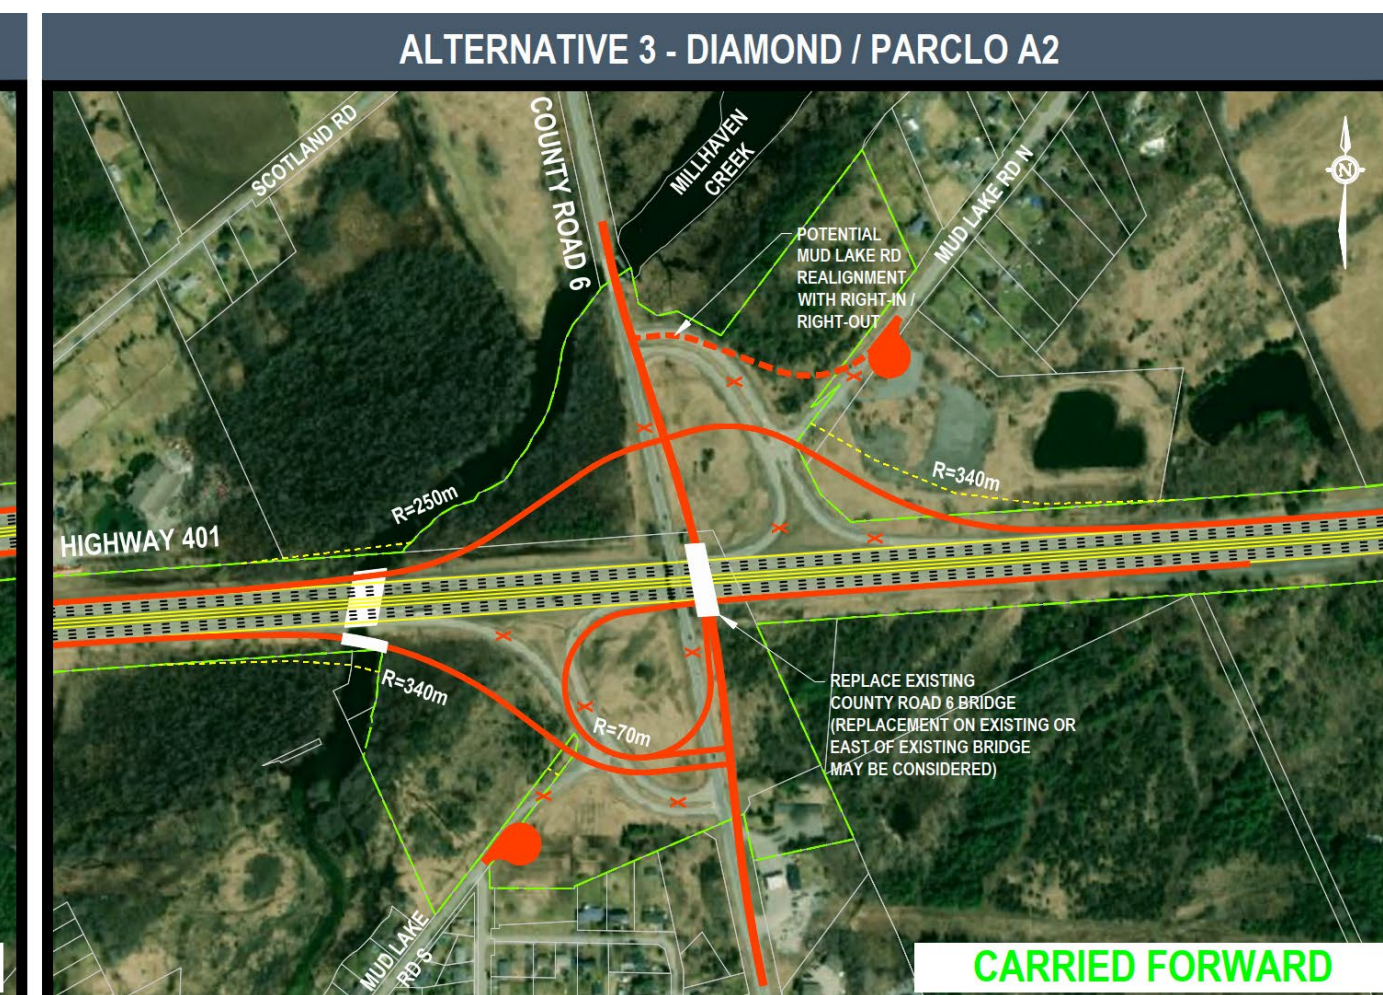 ALTERNATIVE 3 - DIAMOND / PARCLO A2
SCOTLAND RD
COUNTY ROAD 6
MILLHAVEN
CREEK
MUD LAKE RD N
N
POTENTIAL
MUD LAKE RD
REALIGNMENT
WITH RIGHT-IN /
RIGHT-OUT
R=250m
R=340m
HIGHWAY 401
R=340m
R=70m
REPLACE EXISTING
COUNTY ROAD 6 BRIDGE
(REPLACEMENT ON EXISTING OR
EAST OF EXISTING BRIDGE
MAY BE CONSIDERED)
MUD LAKE
RD S
CARRIED FORWARD